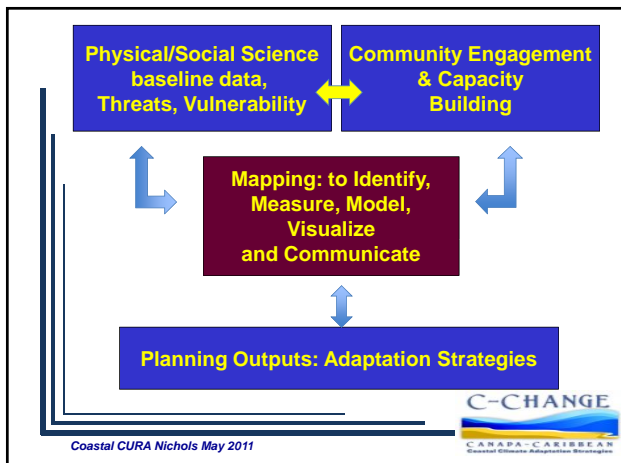 Physical/Social Science
baseline data,
Threats, Vulnerability
Community Engagement
& Capacity
Building
Mapping: to Identify,
Measure, Model,
Visualize
and Communicate
Planning Outputs: Adaptation Strategies
Coastal CURA Nichols May 2011
C-CHANGE
CANAPA-CARIBBEAN
Coastal Climate Adaptation Strategies